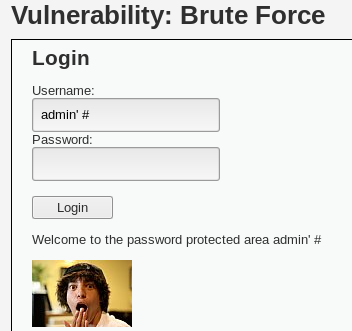 Vulnerability: Brute Force
Login
Username:
admin' #
Password:
Login
Welcome to the password protected area admin' #